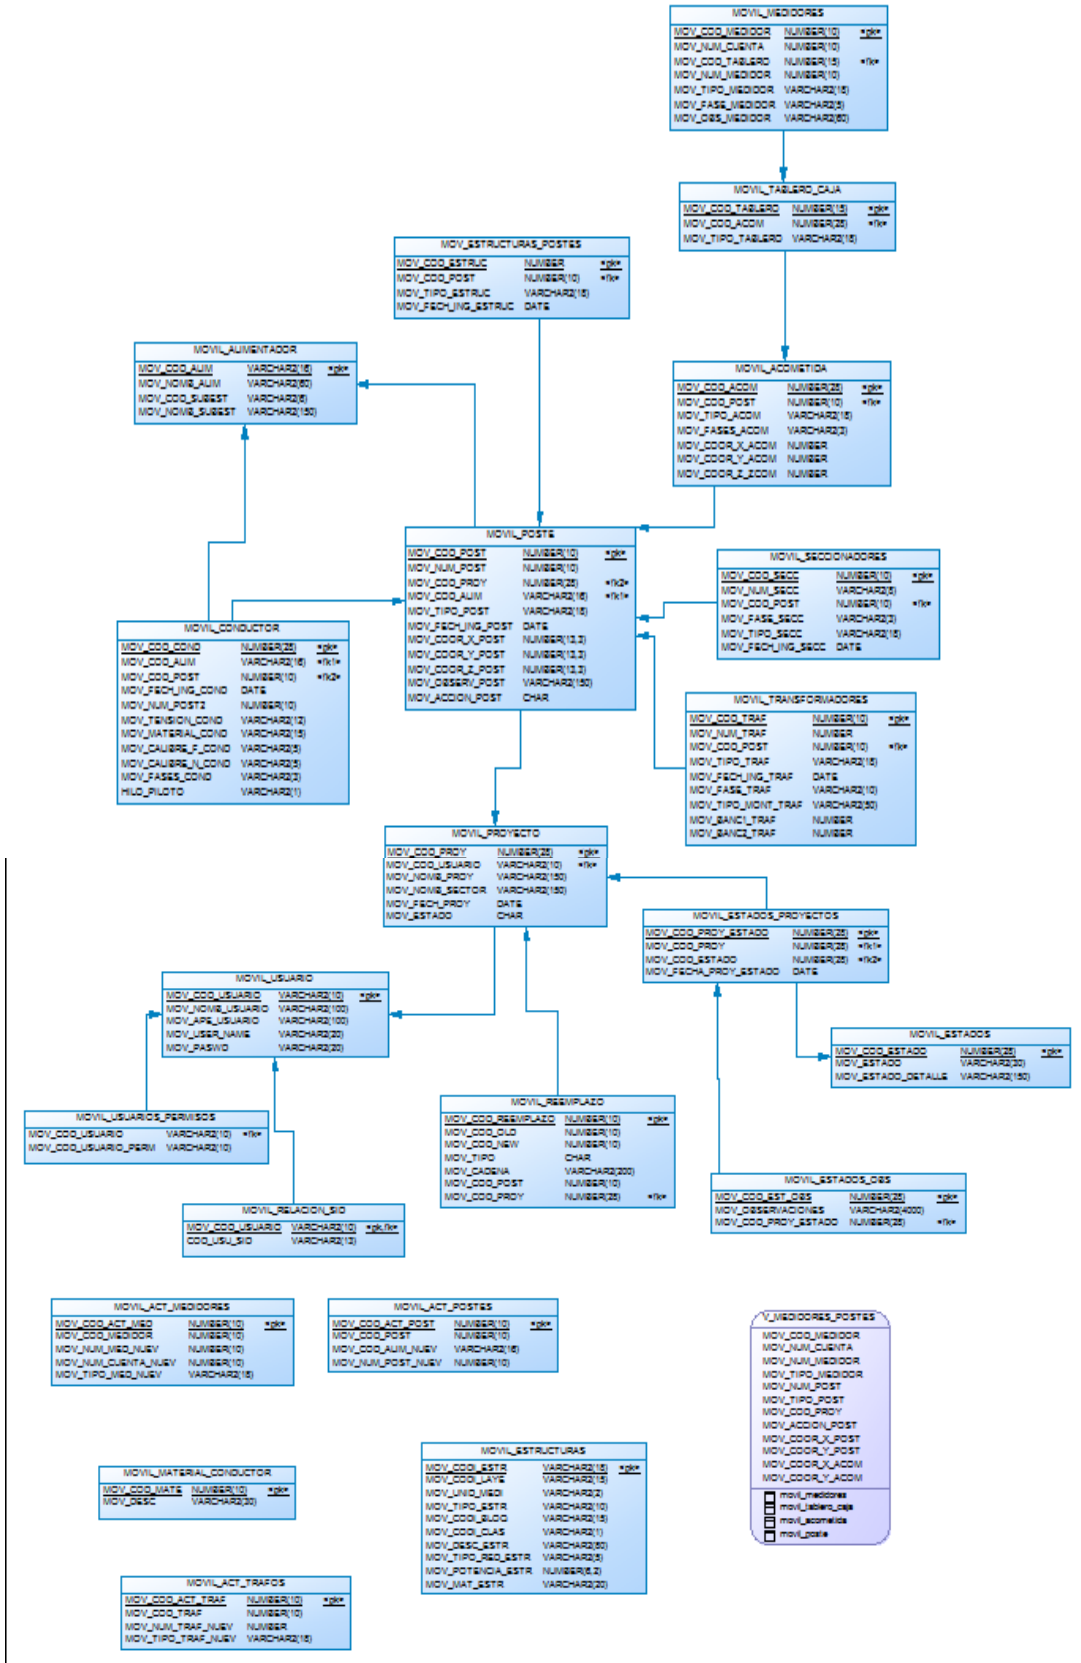 MOVIL_MEDIDORES
MOV_COD_MEDIDOR NUMBER(10) <pk>
MOV_NUM_CUENTA NUMBER(10)
MOV_COD_TABLERO NUMBER(15) <fk>
MOV_NUM_MEDIDOR NUMBER(10)
MOV_TIPO_MEDIDOR VARCHAR2(15)
MOV_FASE_MEDIDOR VARCHAR2(5)
MOV_OBS_MEDIDOR VARCHAR2(60)
MOVIL_TABLERO_CAJA
MOV_COD_TABLERO NUMBER(15) <pk>
MOV_COD_ACOM NUMBER(25) <fk>
MOV_TIPO_TABLERO VARCHAR2(15)
MOV_ESTRUCTURAS_POSTES
MOV_COD_ESTRUC NUMBER <pk>
MOV_COD_POST NUMBER(10) <fk>
MOV_TIPO_ESTRUC VARCHAR2(15)
MOV_FECH_ING_ESTRUC DATE
MOVIL_ALIMENTADOR
MOV_COD_ALIM VARCHAR2(16) <pk>
MOV_NOMB_ALIM VARCHAR2(60)
MOV_COD_SUBEST VARCHAR2(6)
MOV_NOMB_SUBEST VARCHAR2(150)
MOVIL_ACOMETIDA
MOV_COD_ACOM NUMBER(25) <pk>
MOV_COD_POST NUMBER(10) <fk>
MOV_TIPO_ACOM VARCHAR2(15)
MOV_FASES_ACOM VARCHAR2(3)
MOV_COOR_X_ACOM NUMBER
MOV_COOR_Y_ACOM NUMBER
MOV_COOR_Z_ZCOM NUMBER
MOVIL_POSTE
MOV_COD_POST NUMBER(10) <pk>
MOV_NUM_POST NUMBER(10)
MOV_COD_PROY NUMBER(25) <fk2>
MOV_COD_ALIM VARCHAR2(16) <fk1>
MOV_TIPO_POST VARCHAR2(15)
MOV_FECH_ING_POST DATE
MOV_COOR_X_POST NUMBER(13,3)
MOV_COOR_Y_POST NUMBER(13,3)
MOV_COOR_Z_POST NUMBER(13,3)
MOV_OBSERV_POST VARCHAR2(150)
MOV_ACCION_POST CHAR
MOVIL_SECCIONADORES
MOV_COD_SECC NUMBER(10) <pk>
MOV_NUM_SECC VARCHAR2(8)
MOV_COD_POST NUMBER(10) <fk>
MOV_FASE_SECC VARCHAR2(3)
MOV_TIPO_SECC VARCHAR2(15)
MOV_FECH_ING_SECC DATE
MOVIL_CONDUCTOR
MOV_COD_COND NUMBER(25) <pk>
MOV_COD_ALIM VARCHAR2(16) <fk1>
MOV_COD_POST NUMBER(10) <fk2>
MOV_FECH_ING_COND DATE
MOV_NUM_POST2 NUMBER(10)
MOV_TENSION_COND VARCHAR2(12)
MOV_MATERIAL_COND VARCHAR2(15)
MOV_CALIBRE_F_COND VARCHAR2(5)
MOV_CALIBRE_N_COND VARCHAR2(5)
MOV_FASES_COND VARCHAR2(3)
HILO_PILOTO VARCHAR2(1)
MOVIL_TRANSFORMADORES
MOV_COD_TRAF NUMBER(10) <pk>
MOV_NUM_TRAF NUMBER
MOV_COD_POST NUMBER(10) <fk>
MOV_TIPO_TRAF VARCHAR2(15)
MOV_FECH_ING_TRAF DATE
MOV_FASE_TRAF VARCHAR2(10)
MOV_TIPO_MONT_TRAF VARCHAR2(50)
MOV_BANC1_TRAF NUMBER
MOV_BANC2_TRAF NUMBER
MOVIL_PROYECTO
MOV_COD_PROY NUMBER(25) <pk>
MOV_COD_USUARIO VARCHAR2(10) <fk>
MOV_NOMB_PROY VARCHAR2(150)
MOV_NOMB_SECTOR VARCHAR2(150)
MOV_FECH_PROY DATE
MOV_ESTADO CHAR
MOVIL_ESTADOS_PROYECTOS
MOV_COD_PROY_ESTADO NUMBER(25) <pk>
MOV_COD_PROY NUMBER(25) <fk1>
MOV_COD_ESTADO NUMBER(25) <fk2>
MOV_FECHA_PROY_ESTADO DATE
MOVIL_USUARIO
MOV_COD_USUARIO VARCHAR2(10) <pk>
MOV_NOMB_USUARIO VARCHAR2(100)
MOV_APE_USUARIO VARCHAR2(100)
MOV_USER_NAME VARCHAR2(20)
MOV_PASWD VARCHAR2(20)
MOVIL_ESTADOS
MOV_COD_ESTADO NUMBER(25) <pk>
MOV_ESTADO VARCHAR2(30)
MOV_ESTADO_DETALLE VARCHAR2(150)
MOVIL_USUARIOS_PERMISOS
MOV_COD_USUARIO VARCHAR2(10) <fk>
MOV_COD_USUARIO_PERM VARCHAR2(10)
MOVIL_REEMPLAZO
MOV_COD_REEMPLAZO NUMBER(10) <pk>
MOV_COD_OLD NUMBER(10)
MOV_COD_NEW NUMBER(10)
MOV_TIPO CHAR
MOV_CADENA VARCHAR2(200)
MOV_COD_POST NUMBER(10)
MOV_COD_PROY NUMBER(25) <fk>
MOVIL_ESTADOS_OBS
MOV_COD_EST_OBS NUMBER(25) <pk>
MOV_OBSERVACIONES VARCHAR2(4000)
MOV_COD_PROY_ESTADO NUMBER(25) <fk>
MOVIL_RELACION_SID
MOV_COD_USUARIO VARCHAR2(10) <pk,fk>
COD_USU_SID VARCHAR2(13)
MOVIL_ACT_MEDIDORES
MOV_COD_ACT_MED NUMBER(10) <pk>
MOV_COD_MEDIDOR NUMBER(10)
MOV_NUM_MED_NUEV NUMBER(10)
MOV_NUM_CUENTA_NUEV NUMBER(10)
MOV_TIPO_MED_NUEV VARCHAR2(15)
MOVIL_ACT_POSTES
MOV_COD_ACT_POST NUMBER(10) <pk>
MOV_COD_POST NUMBER(10)
MOV_COD_ALIM_NUEV VARCHAR2(16)
MOV_NUM_POST_NUEV NUMBER(10)
V_MEDIDORES_POSTES
MOV_COD_MEDIDOR
MOV_NUM_CUENTA
MOV_NUM_MEDIDOR
MOV_TIPO_MEDIDOR
MOV_NUM_POST
MOV_TIPO_POST
MOV_COD_PROY
MOV_ACCION_POST
MOV_COOR_X_POST
MOV_COOR_Y_POST
MOV_COOR_X_ACOM
MOV_COOR_Y_ACOM
movil_medidores
movil_tablero_caja
movil_acometida
movil_poste
MOVIL_ESTRUCTURAS
MOV_CODI_ESTR VARCHAR2(15) <pk>
MOV_CODI_LAYE VARCHAR2(15)
MOV_UNID_MEDI VARCHAR2(2)
MOV_TIPO_ESTR VARCHAR2(10)
MOV_CODI_BLOQ VARCHAR2(15)
MOV_CODI_CLAS VARCHAR2(1)
MOV_DESC_ESTR VARCHAR2(80)
MOV_TIPO_RED_ESTR VARCHAR2(5)
MOV_POTENCIA_ESTR NUMBER(6,2)
MOV_MAT_ESTR VARCHAR2(20)
MOVIL_MATERIAL_CONDUCTOR
MOV_COD_MATE NUMBER(10) <pk>
MOV_DESC VARCHAR2(30)
MOVIL_ACT_TRAFOS
MOV_COD_ACT_TRAF NUMBER(10) <pk>
MOV_COD_TRAF NUMBER(10)
MOV_NUM_TRAF_NUEV NUMBER
MOV_TIPO_TRAF_NUEV VARCHAR2(15)